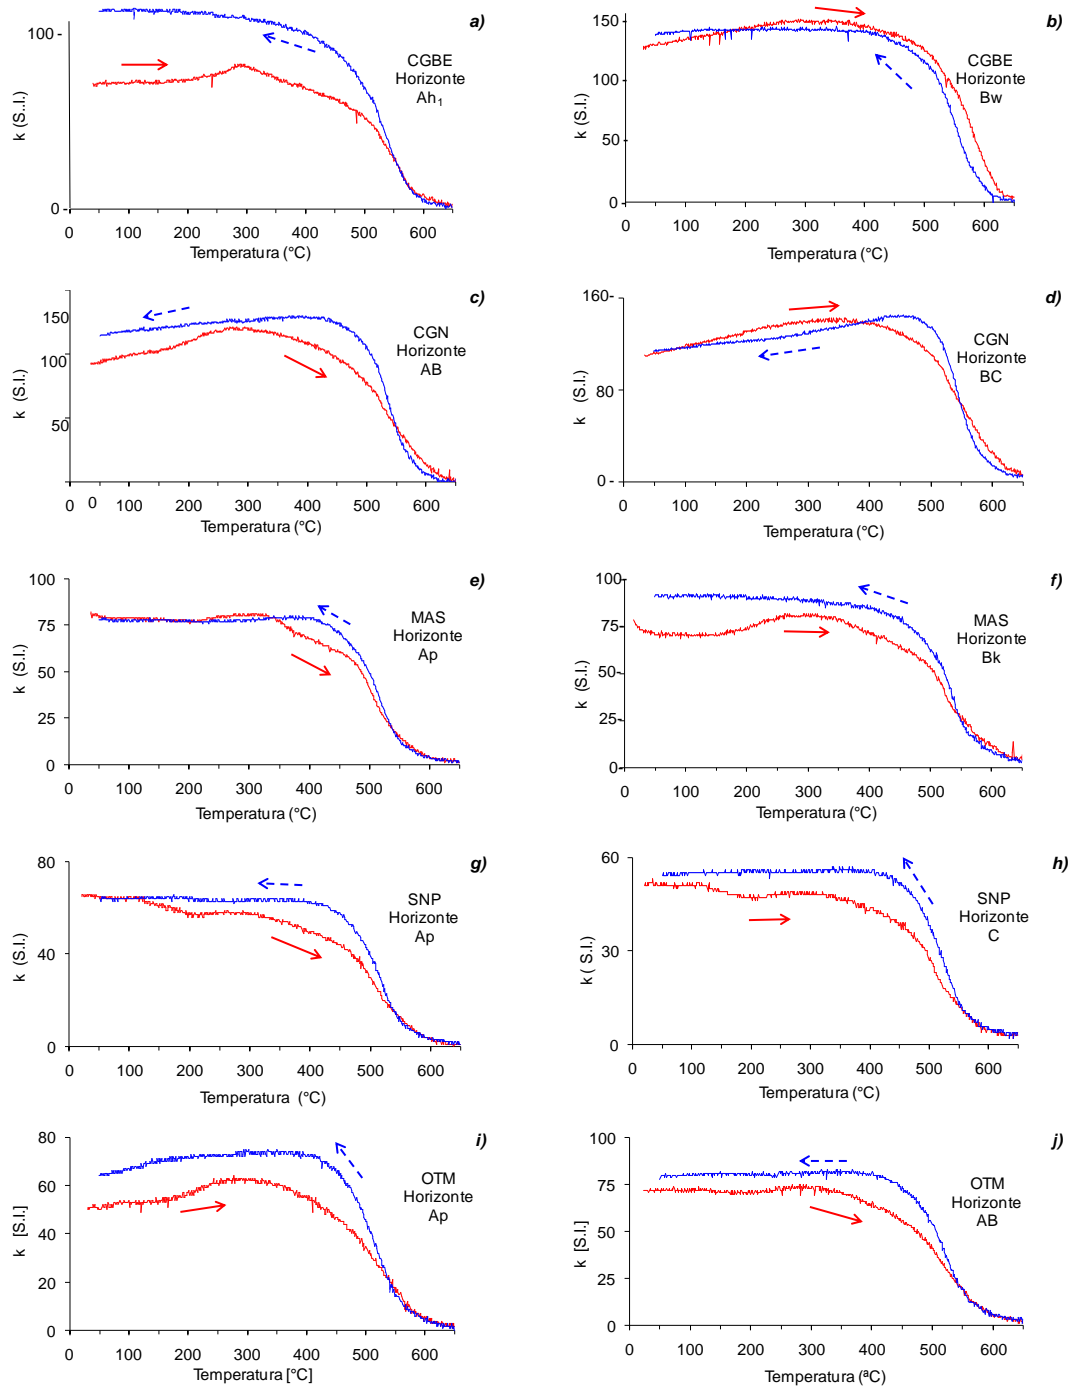 a)
100 -
CGBE
Horizonte
Ah1
k (S..I.)
0 -
0 100 200 300 400 500 600
Temperatura (°C)
b)
150
CGBE
Horizonte
Bw
100
k (S.I.)
50
0
0 100 200 300 400 500 600
Temperatura (°C)
c)
150
CGN
Horizonte
AB
100
k (S.I.)
50
0 0 100 200 300 400 500 600
Temperatura (°C)
d)
160-
CGN
Horizonte
BC
k (S.I.)
80
0 -
0 100 200 300 400 500 600
Temperatura (°C)
e)
100
MAS
Horizonte
Ap
75
k (S.I.)
50
25
0
0 100 200 300 400 500 600
Temperatura (°C)
f)
100
MAS
Horizonte
Bk
75
k (S.I.)
50
25
0
0 100 200 300 400 500 600
Temperatura (°C)
g)
80
SNP
Horizonte
Ap
k (S.I.)
40
0
0 100 200 300 400 500 600
Temperatura (°C)
h)
60
SNP
Horizonte
C
k ( S.I.)
30
0
0 100 200 300 400 500 600
Temperatura (°C)
i)
80
OTM
Horizonte
Ap
60
k [S.I.]
40
20
0
0 100 200 300 400 500 600
Temperatura [°C]
j)
100
OTM
Horizonte
AB
75
k [S.I.]
50
25
0
0 100 200 300 400 500 600
Temperatura (ªC)